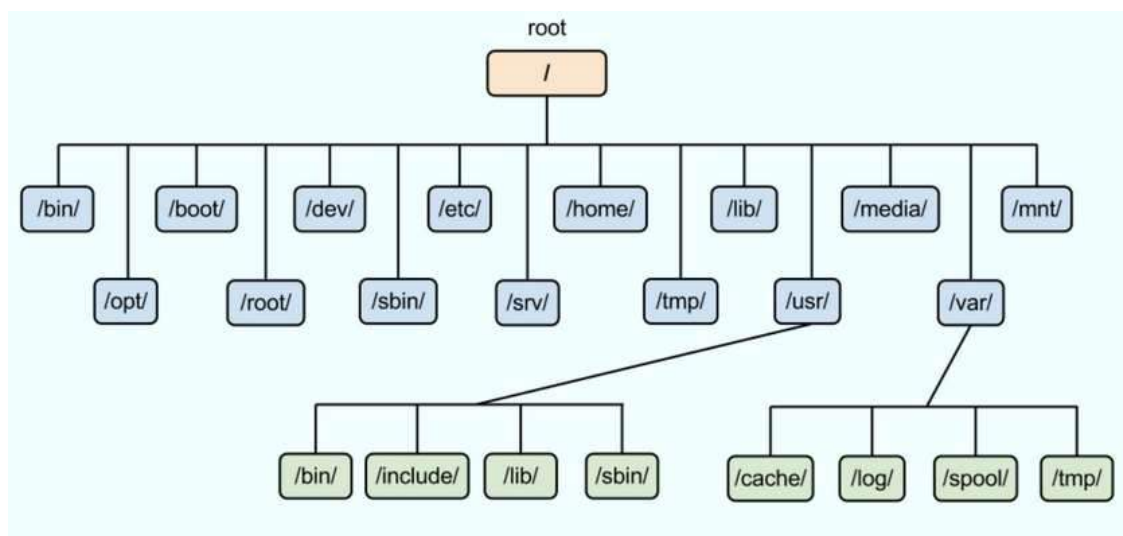 root
/
/bin/ /boot/ /dev/ /etc/ /home/ /lib/ /media/ /mnt/
/opt/ /root/ /sbin/ /srv/ /tmp/ /usr/ /var/
/bin/ /include/ /lib/ /sbin/ /cache/ /log/ /spool/ /tmp/